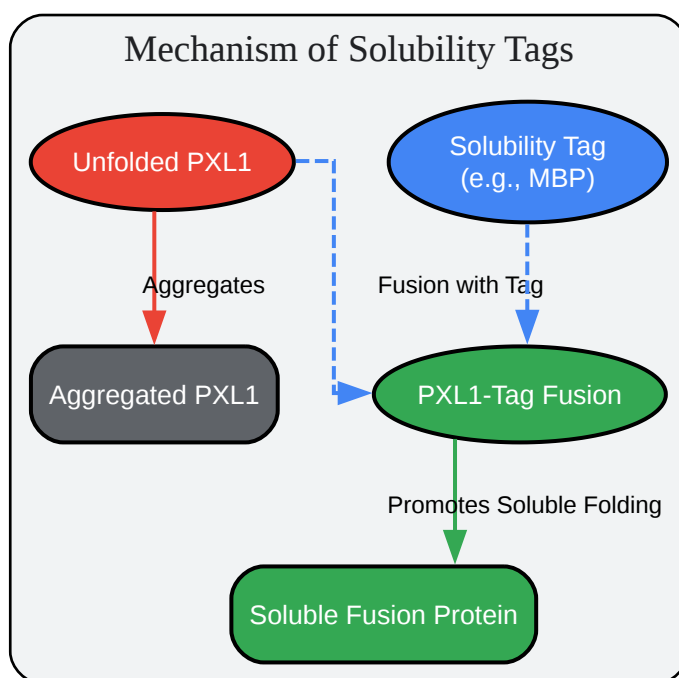 Mechanism of Solubility Tags
Unfolded PXL1
Solubility Tag
(e.g., MBP)
Aggregates
Fusion with Tag
Aggregated PXL1
PXL1-Tag Fusion
Promotes Soluble Folding
Soluble Fusion Protein